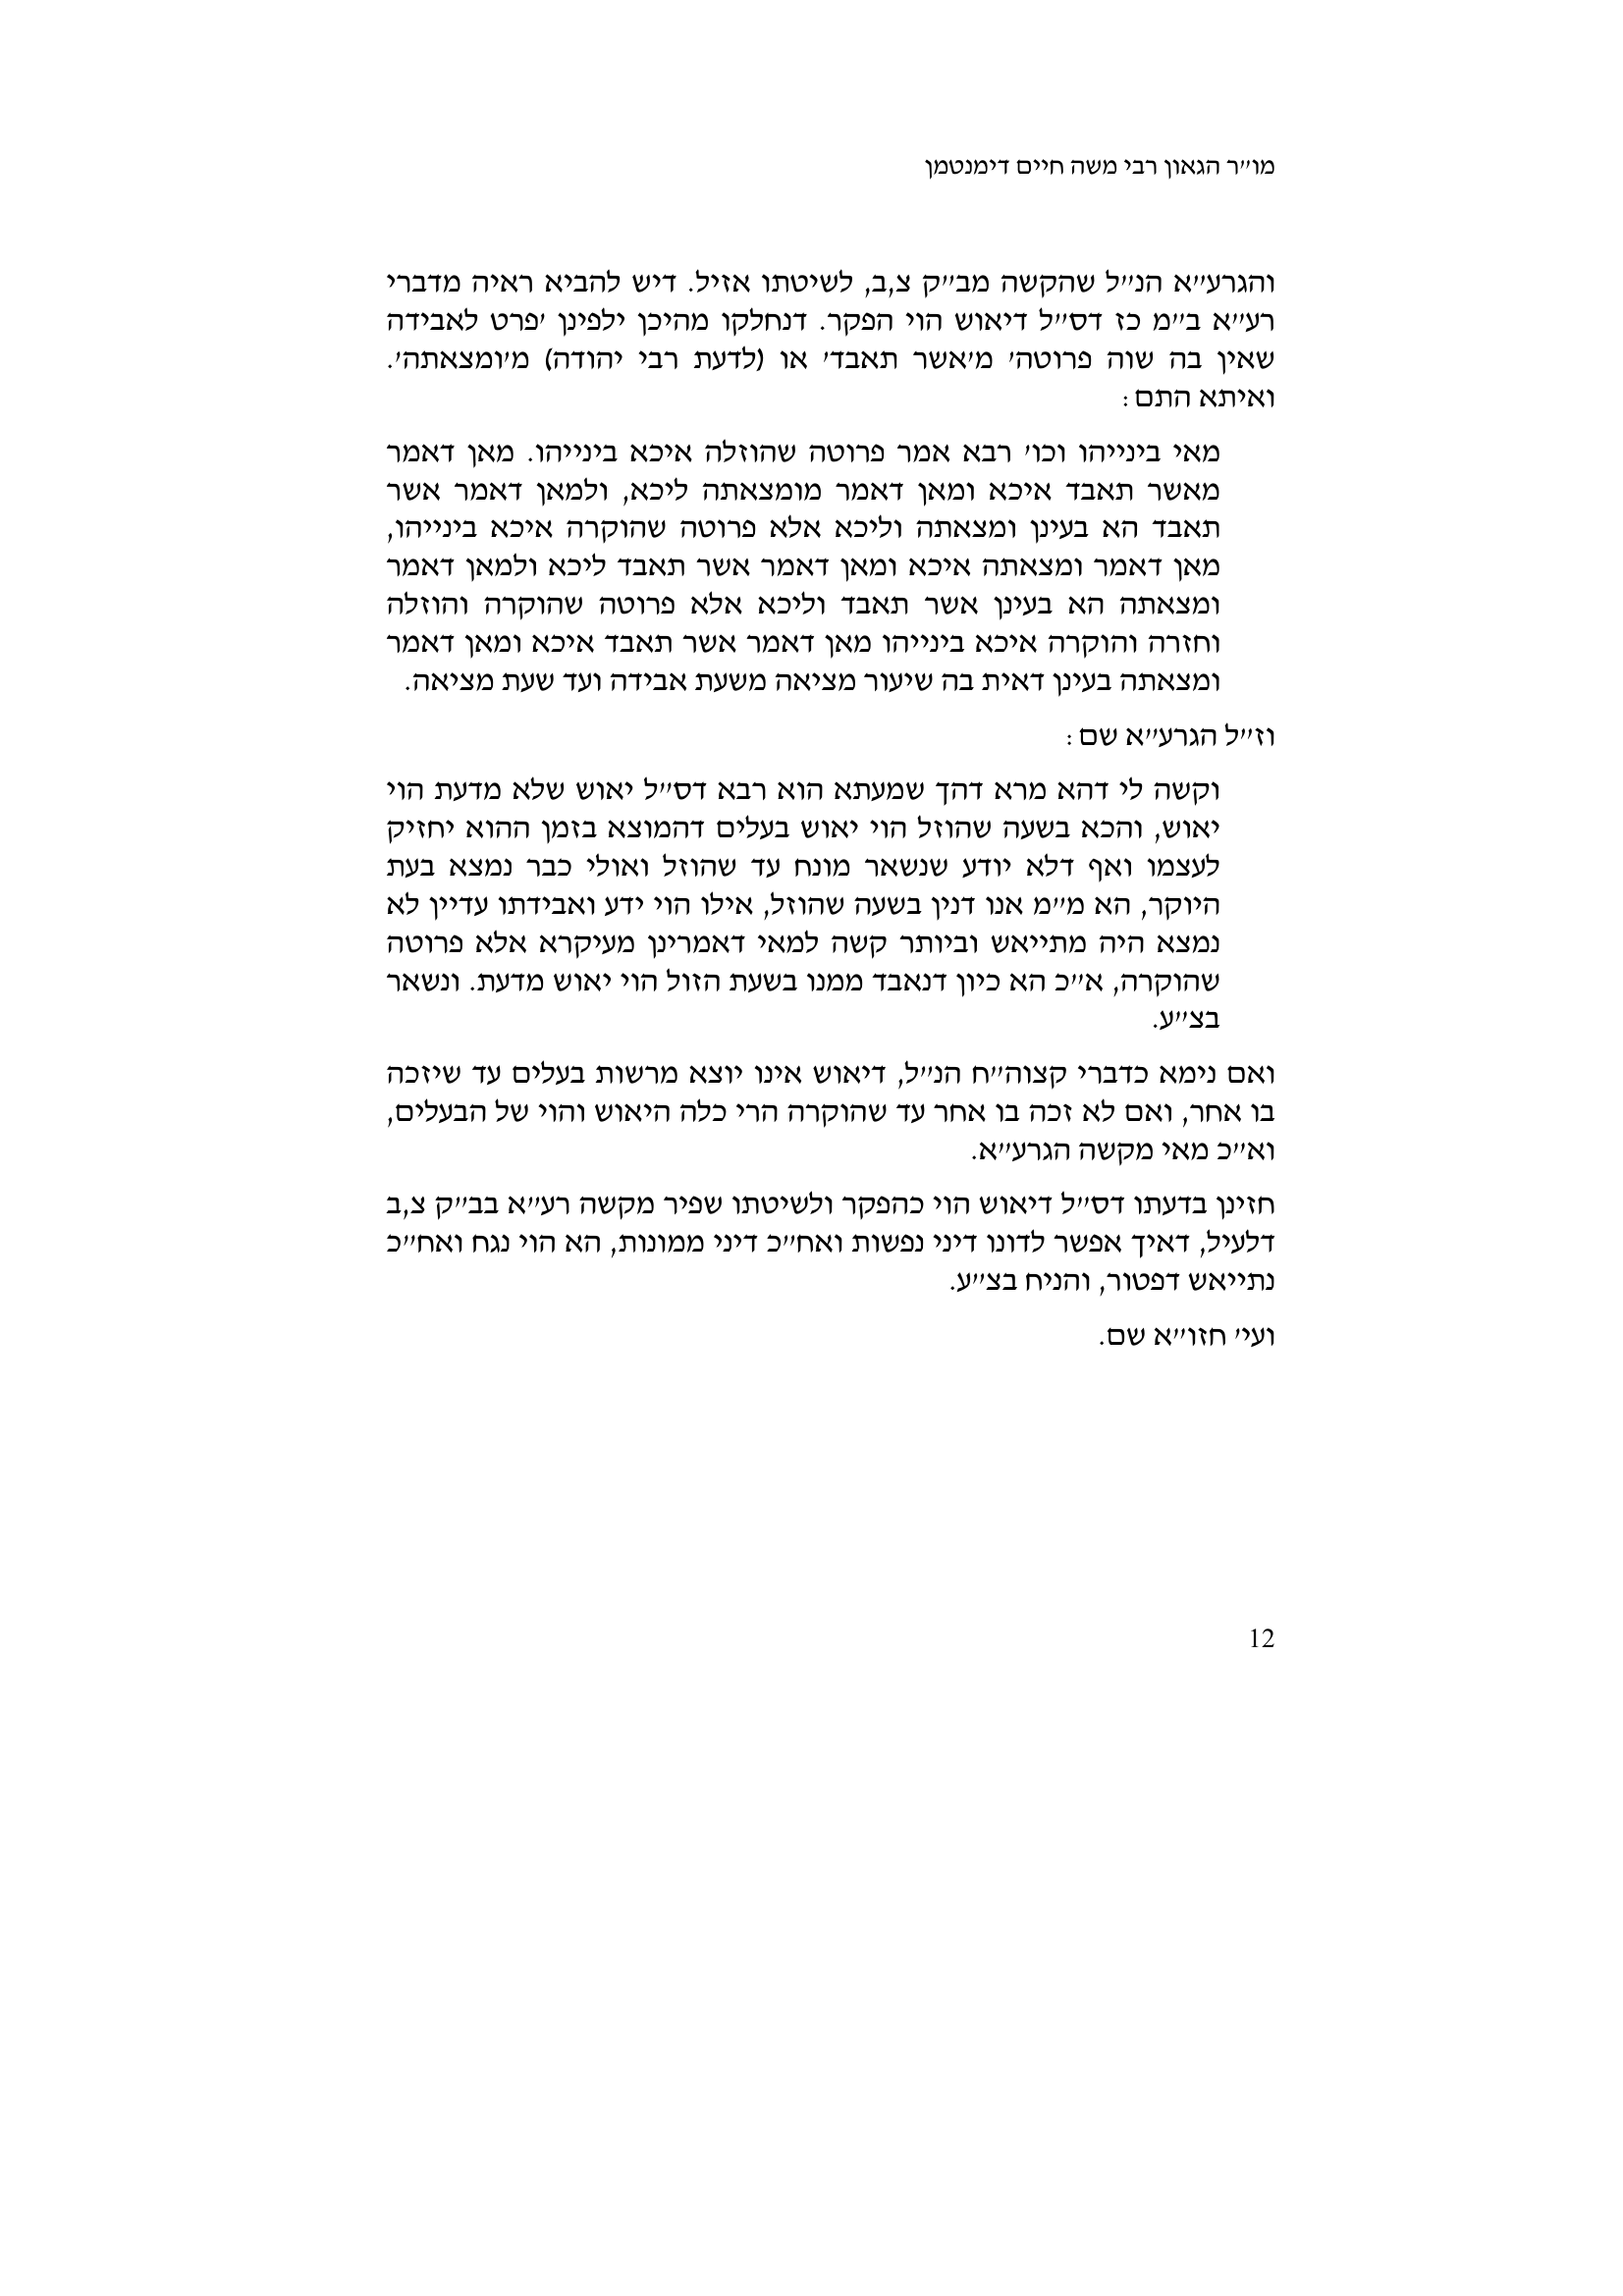 מו״ר הגאון רבי משה חיים דימנטמן
והגרע״א הנ״ל שהקשה מב״ק צ,ב, לשיטתו אזיל. דיש להביא ראיה מדברי
רע״א ב״מ כז דס״ל דיאוש הוי הפקר. דנחלקו מהיכן ילפינן ׳פרט לאבידה
שאין בה שוה פרוטה׳ מ׳אשר תאבד׳ או (לדעת רבי יהודה) מ׳ומצאתה׳.
ואיתא התם:
מאי בינייהו וכו׳ רבא אמר פרוטה שהוזלה איכא בינייהו. מאן דאמר
מאשר תאבד איכא ומאן דאמר מומצאתה ליכא, ולמאן דאמר אשר
תאבד הא בעינן ומצאתה וליכא אלא פרוטה שהוקרה איכא בינייהו,
מאן דאמר ומצאתה איכא ומאן דאמר אשר תאבד ליכא ולמאן דאמר
ומצאתה הא בעינן אשר תאבד וליכא אלא פרוטה שהוקרה והוזלה
וחזרה והוקרה איכא בינייהו מאן דאמר אשר תאבד איכא ומאן דאמר
ומצאתה בעינן דאית בה שיעור מציאה משעת אבידה ועד שעת מציאה.
וז״ל הגרע״א שם:
וקשה לי דהא מרא דהך שמעתא הוא רבא דס״ל יאוש שלא מדעת הוי
יאוש, והכא בשעה שהוזל הוי יאוש בעלים דהמוצא בזמן ההוא יחזיק
לעצמו ואף דלא יודע שנשאר מונח עד שהוזל ואולי כבר נמצא בעת
היוקר, הא מ״מ אנו דנין בשעה שהוזל, אילו הוי ידע ואבידתו עדיין לא
נמצא היה מתייאש וביותר קשה למאי דאמרינן מעיקרא אלא פרוטה
שהוקרה, א״כ הא כיון דנאבד ממנו בשעת הזול הוי יאוש מדעת. ונשאר
בצ״ע.
ואם נימא כדברי קצוה״ח הנ״ל, דיאוש אינו יוצא מרשות בעלים עד שיזכה
בו אחר, ואם לא זכה בו אחר עד שהוקרה הרי כלה היאוש והוי של הבעלים,
וא״כ מאי מקשה הגרע״א.
חזינן בדעתו דס״ל דיאוש הוי כהפקר ולשיטתו שפיר מקשה רע״א בב״ק צ,ב
דלעיל, דאיך אפשר לדונו דיני נפשות ואח״כ דיני ממונות, הא הוי נגח ואח״כ
נתייאש דפטור, והניח בצ״ע.
ועי׳ חזו״א שם.
12